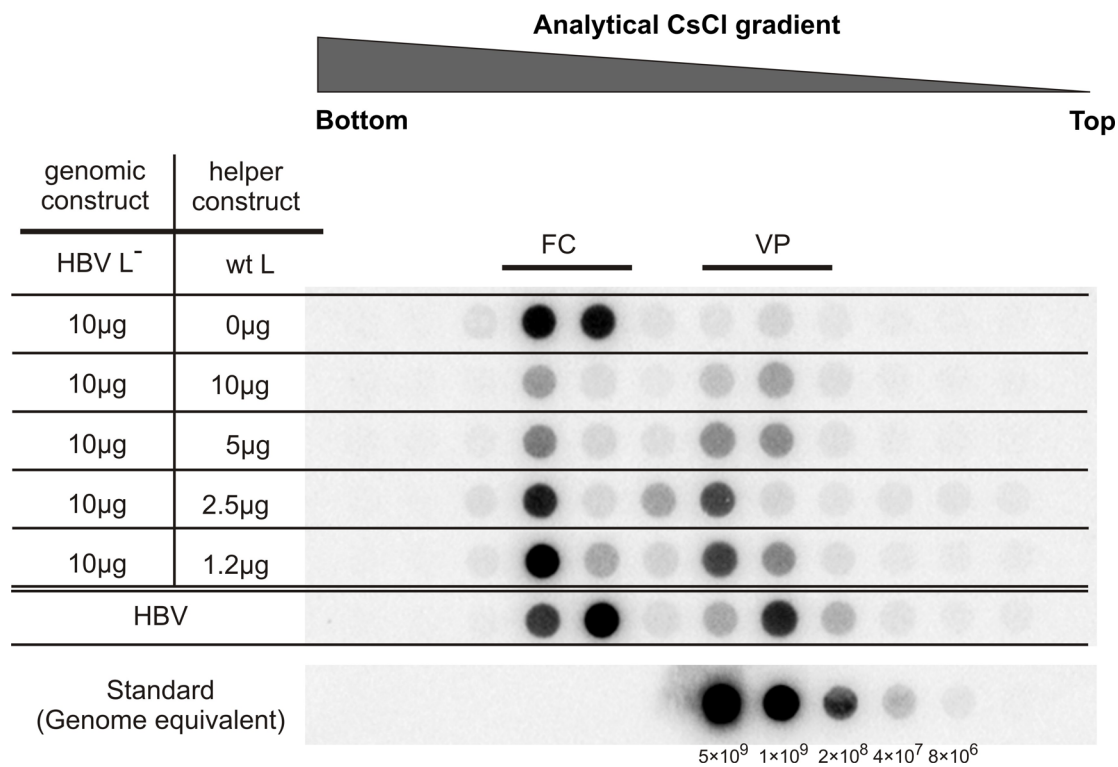 Analytical CsCl gradient
Bottom
Top
genomic
construct
helper
construct
FC
VP
HBV L⁻
wt L
10µg
0µg
10µg
10µg
10µg
5µg
10µg
2.5µg
10µg
1.2µg
HBV
Standard
(Genome equivalent)
5×10⁹ 1×10⁹ 2×10⁸ 4×10⁷ 8×10⁶